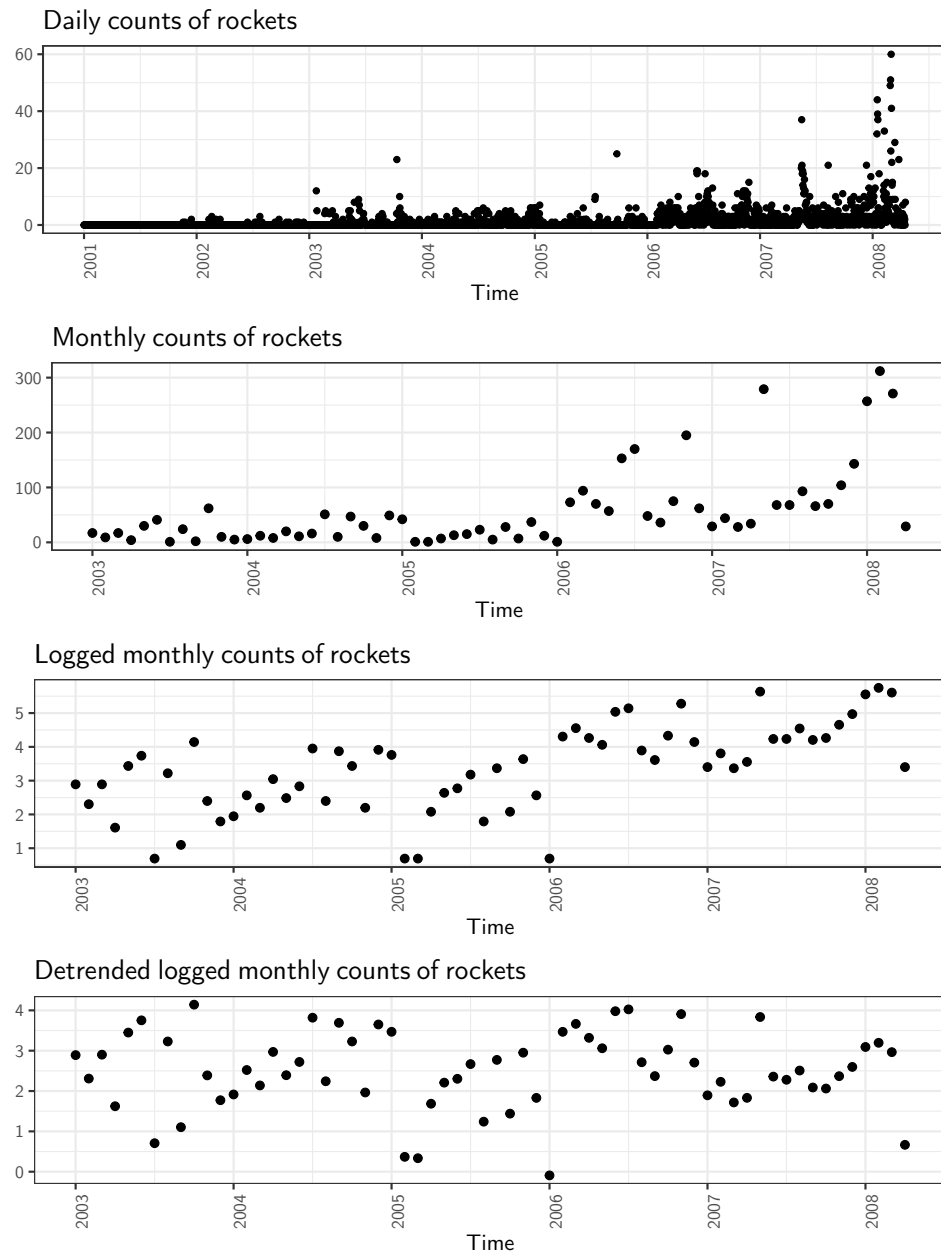 Daily counts of rockets
60
40
20
0
2001 2002 2003 2004 2005 2006 2007 2008
Time
Monthly counts of rockets
300
200
100
0
2003 2004 2005 2006 2007 2008
Time
Logged monthly counts of rockets
5
4
3
2
1
2003 2004 2005 2006 2007 2008
Time
Detrended logged monthly counts of rockets
4
3
2
1
0
2003 2004 2005 2006 2007 2008
Time